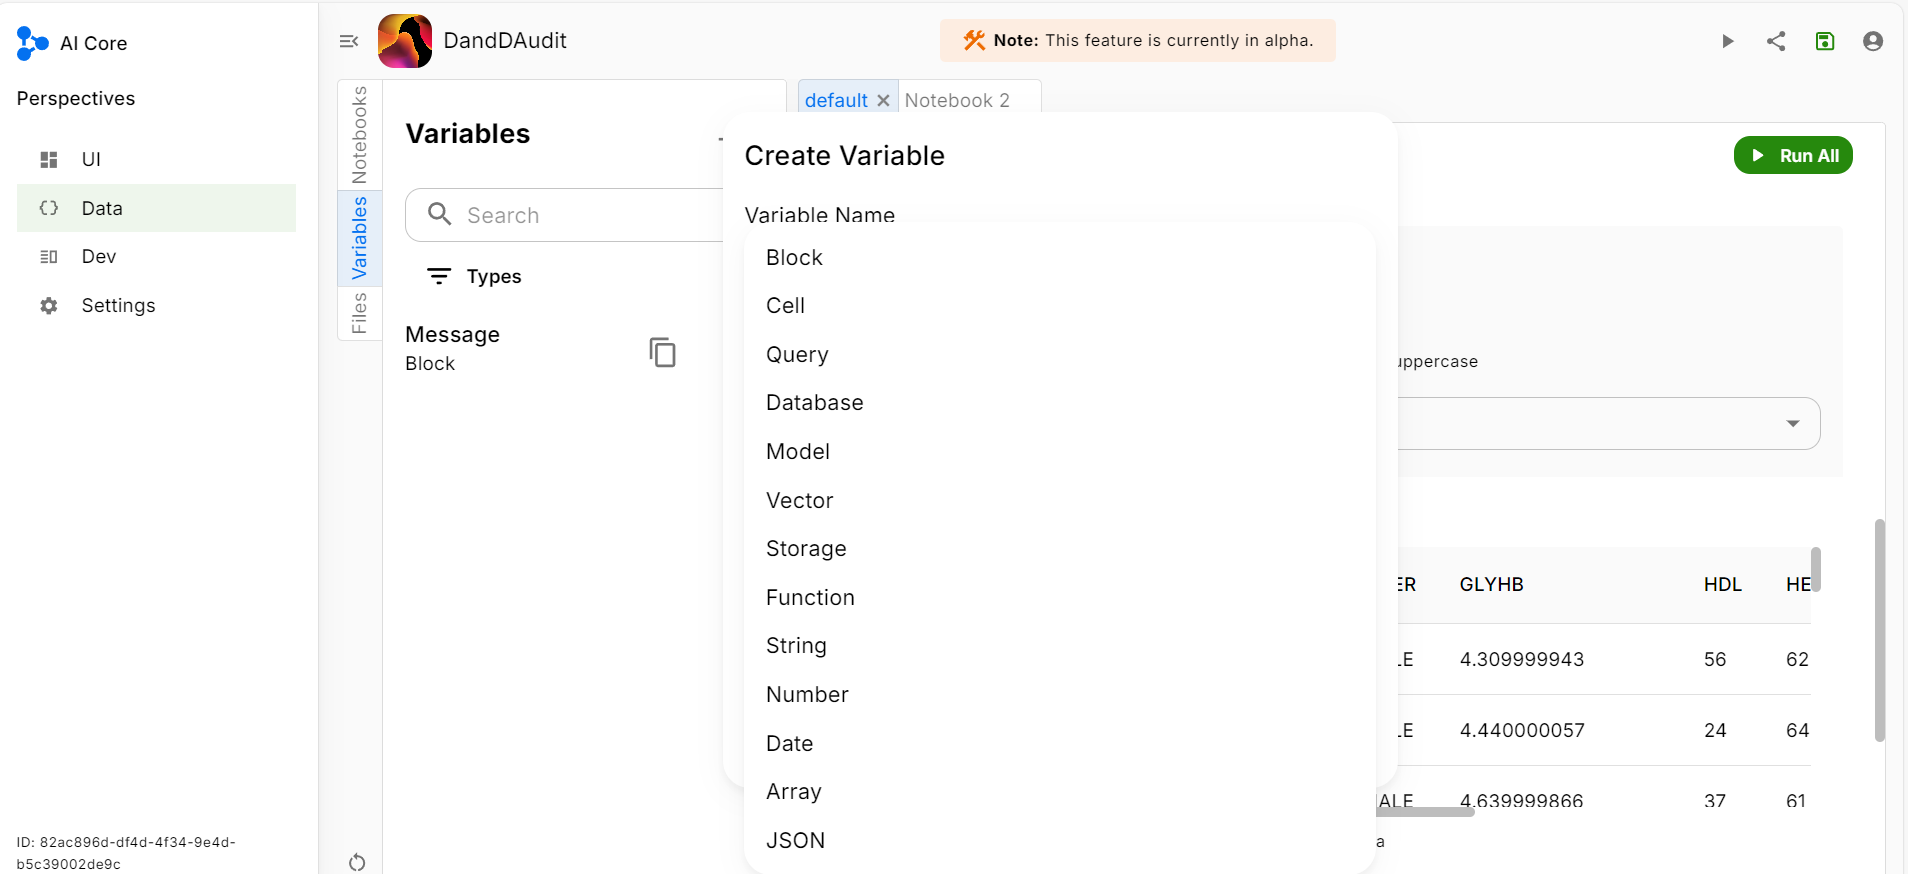 AI Core
Perspectives
UI
Data
Dev
Settings
ID: 82ac896d-df4d-4f34-9e4d-
b5c39002de9c
DandDAudit
Note: This feature is currently in alpha.
Notebooks
Variables
Files
Variables
Search
Types
Message
Block
default
Notebook 2
Create Variable
Variable Name
Block
Cell
Query
Database
Model
Vector
Storage
Function
String
Number
Date
Array
JSON
Run All
uppercase
ER GLYHB HDL HE
LE 4.309999943 56 62
LE 4.440000057 24 64
ALE 4.639999866 37 61
a